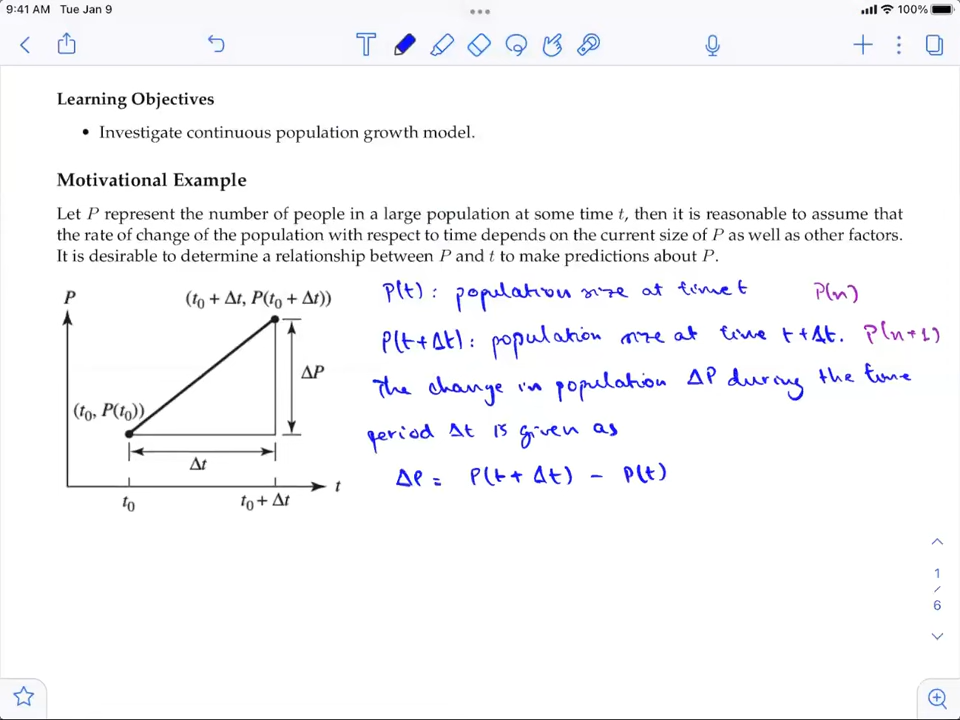 9:41 AM Tue Jan 9
100%
Learning Objectives
• Investigate continuous population growth model.
Motivational Example
Let P represent the number of people in a large population at some time t, then it is reasonable to assume that
the rate of change of the population with respect to time depends on the current size of P as well as other factors.
It is desirable to determine a relationship between P and t to make predictions about P.
P
(t₀ + Δt, P(t₀ + Δt))
ΔP
(t₀, P(t₀))
Δt
t
t₀
t₀ + Δt
P(t) : population size at time t P(n)
P(t+Δt) : population size at time t+Δt. P(n+1)
The change in population ΔP during the time
period Δt is given as
ΔP = P(t+Δt) – P(t)
1
/
6